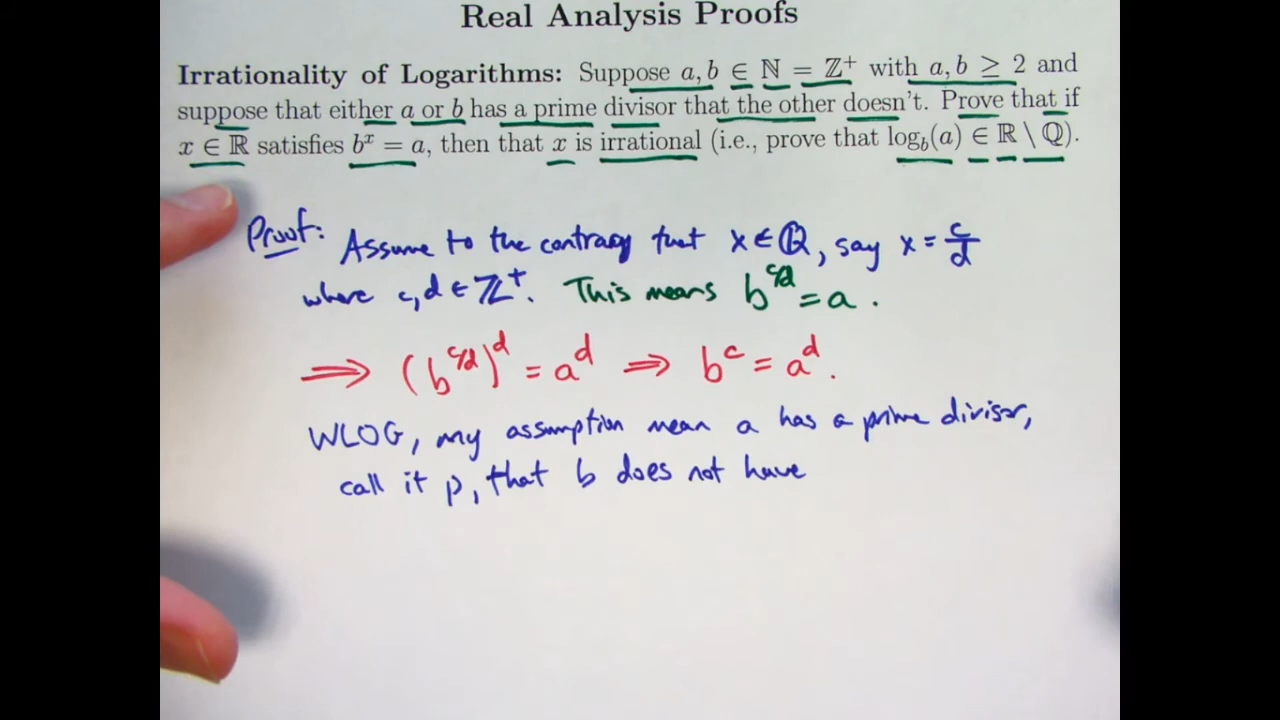 Real Analysis Proofs
Irrationality of Logarithms: Suppose a, b ∈ ℕ = ℤ⁺ with a, b ≥ 2 and
suppose that either a or b has a prime divisor that the other doesn't. Prove that if
x ∈ ℝ satisfies bˣ = a, then that x is irrational (i.e., prove that log_b(a) ∈ ℝ \ ℚ).
Proof: Assume to the contrary that x ∈ ℚ, say x = c/d
where c, d ∈ ℤ⁺. This means b^{c/d} = a.
⟹ (b^{c/d})^d = a^d ⟹ b^c = a^d.
WLOG, my assumption mean a has a prime divisor,
call it p, that b does not have